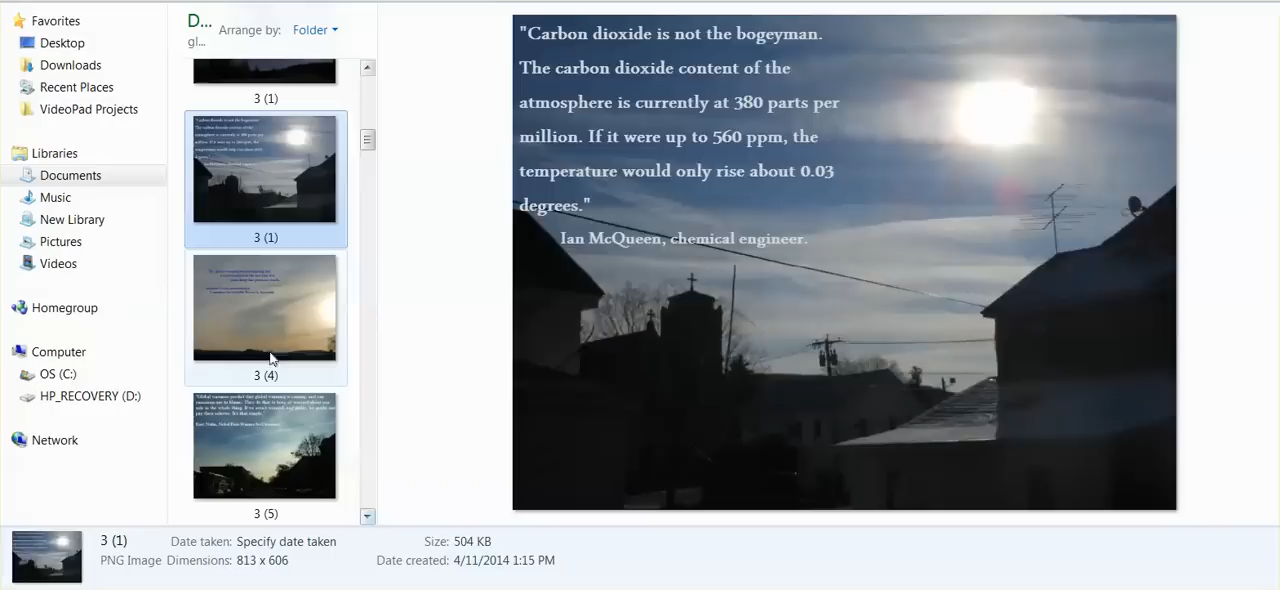 Favorites
Desktop
Downloads
Recent Places
VideoPad Projects
Libraries
Documents
Music
New Library
Pictures
Videos
Homegroup
Computer
OS (C:)
HP_RECOVERY (D:)
Network
D...
gl...
Arrange by: Folder
3 (1)
3 (1)
3 (4)
3 (5)
"Carbon dioxide is not the bogeyman.
The carbon dioxide content of the
atmosphere is currently at 380 parts per
million. If it were up to 560 ppm, the
temperature would only rise about 0.03
degrees."
Ian McQueen, chemical engineer.
3 (1)
Date taken: Specify date taken
Size: 504 KB
PNG Image
Dimensions: 813 x 606
Date created: 4/11/2014 1:15 PM